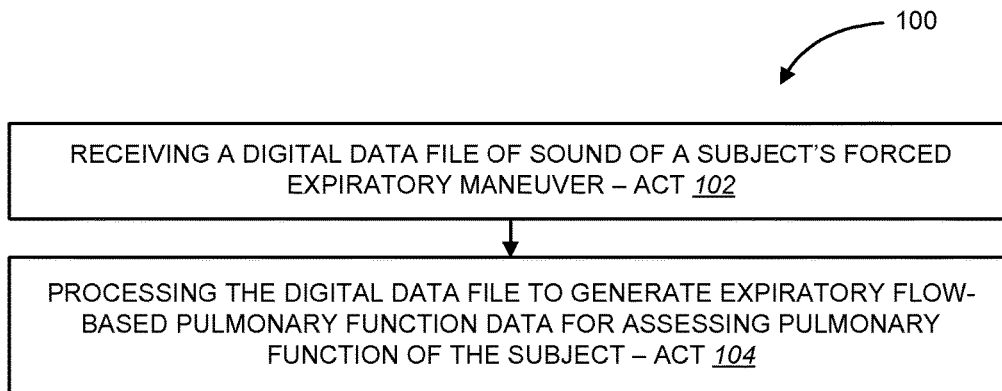 100
RECEIVING A DIGITAL DATA FILE OF SOUND OF A SUBJECT'S FORCED
EXPIRATORY MANEUVER – ACT 102
PROCESSING THE DIGITAL DATA FILE TO GENERATE EXPIRATORY FLOW-
BASED PULMONARY FUNCTION DATA FOR ASSESSING PULMONARY
FUNCTION OF THE SUBJECT – ACT 104